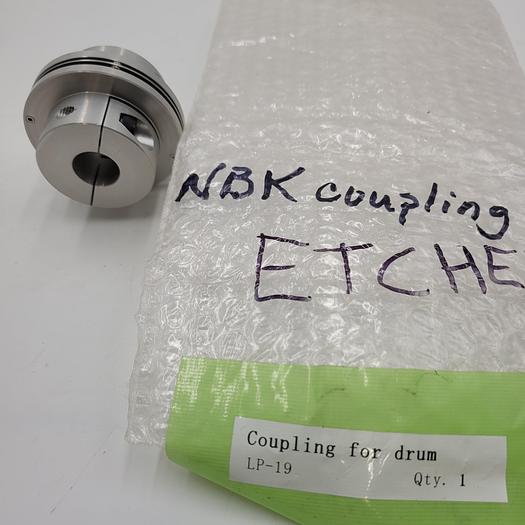 NBK coupling
ETCHE
Coupling for drum
LP-19
Qty. 1